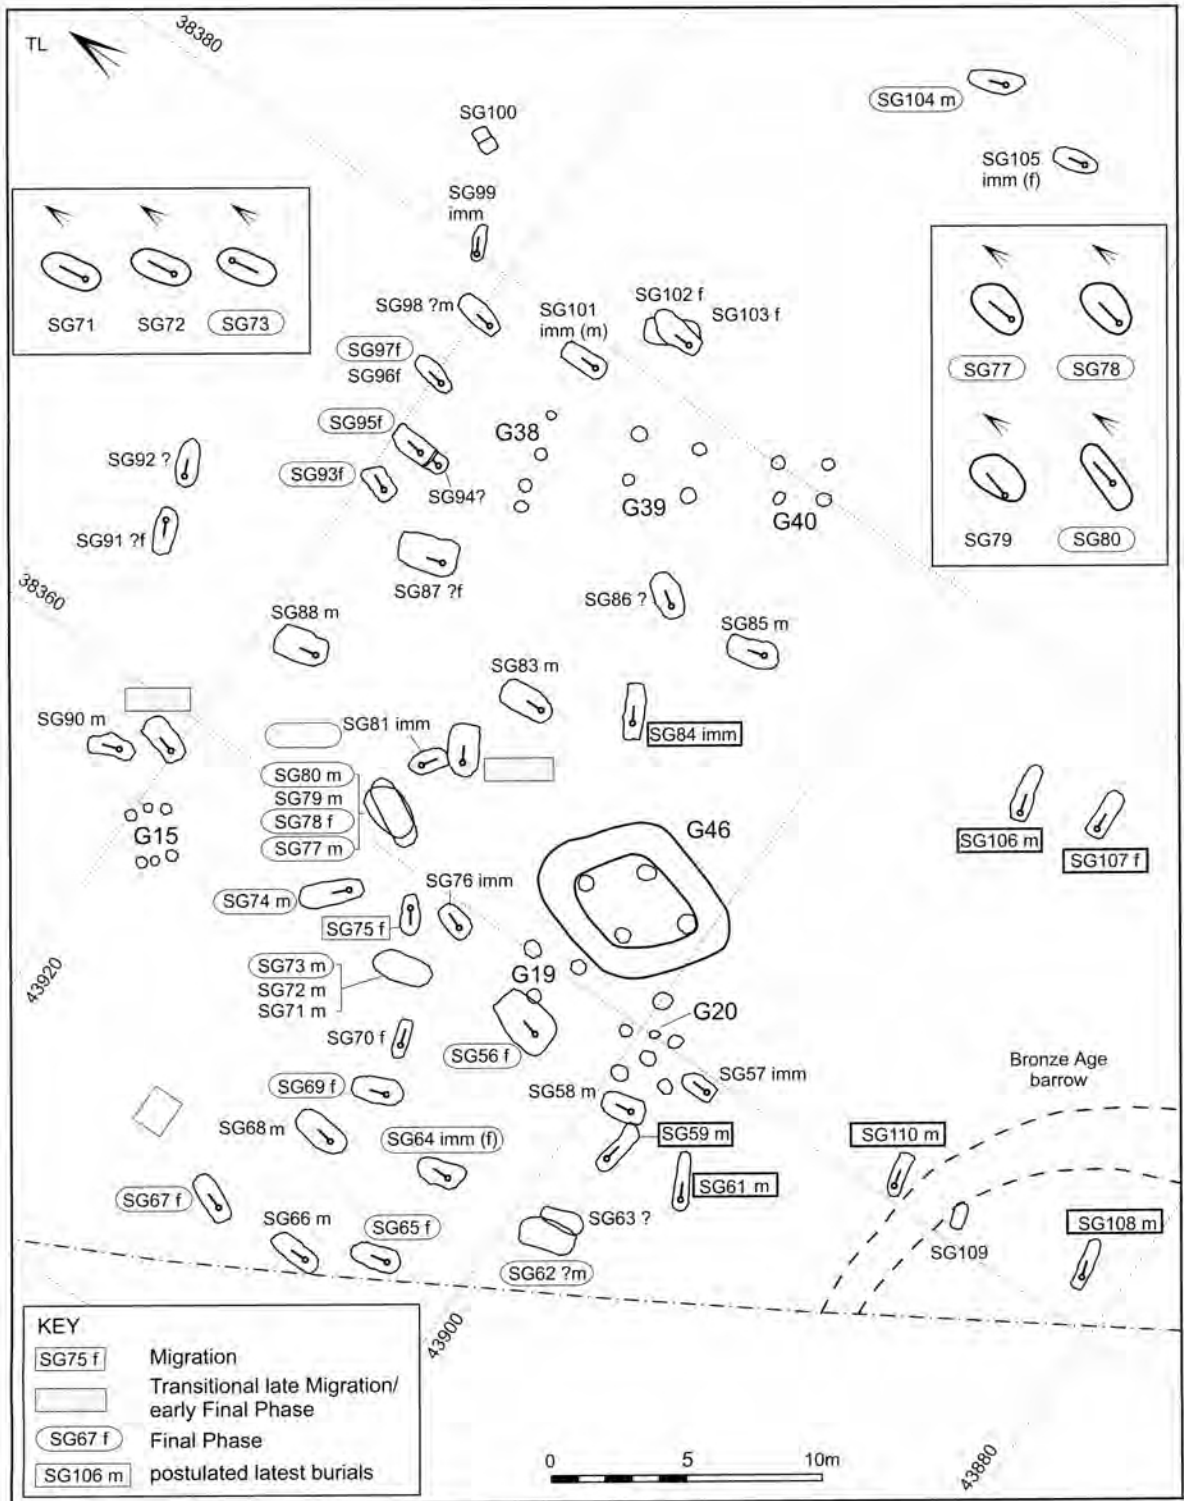 TL
38380
SG104 m
SG100
SG105
imm (f)
SG99
imm
SG71
SG72
SG73
SG98 ?m
SG101
imm (m)
SG102 f
SG103 f
SG97f
SG96f
SG77
SG78
SG95f
G38
SG92 ?
SG93f
SG94?
G39
G40
SG79
SG80
SG91 ?f
38360
SG87 ?f
SG86 ?
SG88 m
SG85 m
SG83 m
SG90 m
SG81 imm
SG84 imm
SG80 m
SG79 m
SG78 f
SG77 m
G15
G46
SG106 m
SG107 f
SG74 m
SG76 imm
SG75 f
43920
SG73 m
SG72 m
SG71 m
G19
G20
SG70 f
SG56 f
Bronze Age
barrow
SG69 f
SG58 m
SG57 imm
SG68 m
SG64 imm (f)
SG59 m
SG110 m
SG61 m
SG67 f
SG66 m
SG65 f
SG63 ?
SG62 ?m
SG109
SG108 m
KEY
SG75 f Migration
Transitional late Migration/
early Final Phase
SG67 f Final Phase
SG106 m postulated latest burials
43900
0 5 10m
43880